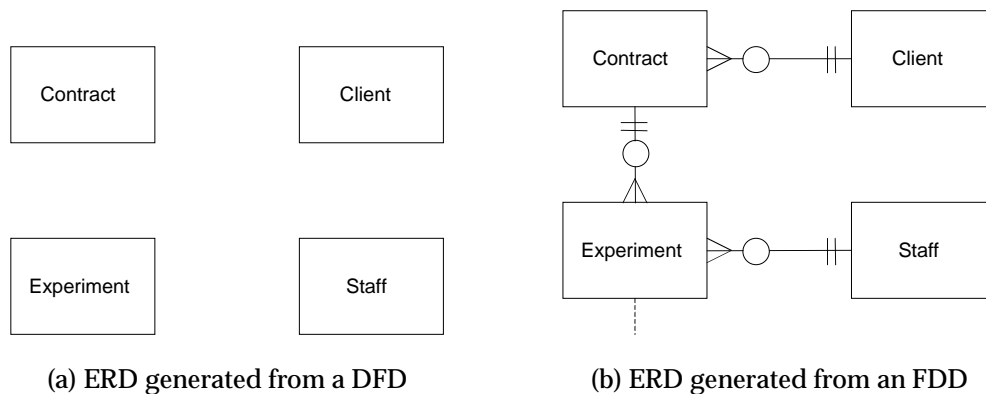 Contract
Client
Experiment
Staff
(a) ERD generated from a DFD
Contract
Client
Experiment
Staff
(b) ERD generated from an FDD